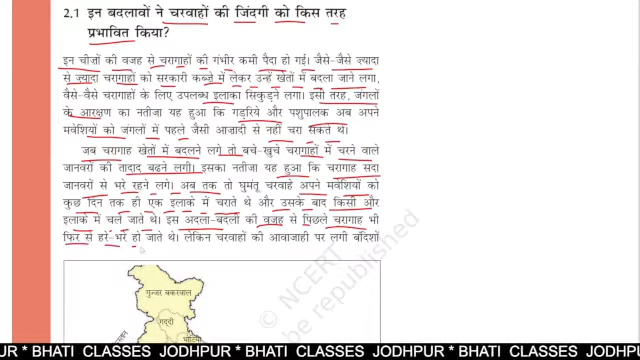 2.1 इन बदलावों ने चरवाहों की जिंदगी को किस तरह
प्रभावित किया?
इन चीज़ों की वजह से चरागाहों की गंभीर कमी पैदा हो गई। जैसे-जैसे ज़्यादा
से ज़्यादा चरागाहों को सरकारी कब्ज़े में लेकर उन्हें खेतों में बदला जाने लगा,
वैसे-वैसे चरागाहों के लिए उपलब्ध इलाका सिकुड़ने लगा। इसी तरह, जंगलों
के आरक्षण का नतीजा यह हुआ कि गड़रिये और पशुपालक अब अपने
मवेशियों को जंगलों में पहले जैसी आज़ादी से नहीं चरा सकते थे।
जब चरागाह खेतों में बदलने लगे तो बचे-खुचे चरागाहों में चरने वाले
जानवरों की तादाद बढ़ने लगी। इसका नतीजा यह हुआ कि चरागाह सदा
जानवरों से भरे रहने लगे। अब तक तो घुमंतू चरवाहे अपने मवेशियों को
कुछ दिन तक ही एक इलाके में चराते थे और उसके बाद किसी और
इलाके में चले जाते थे। इस अदला-बदली की वजह से पिछले चरागाह भी
फिर से हरे-भरे हो जाते थे। लेकिन चरवाहों की आवाजाही पर लगी बंदिशों
© NCERT
be republished
गुज्जर बकरवाल
गद्दी
भोटिया
PUR * BHATI CLASSES JODHPUR * BHATI CLASSES JODHPUR * BHATI